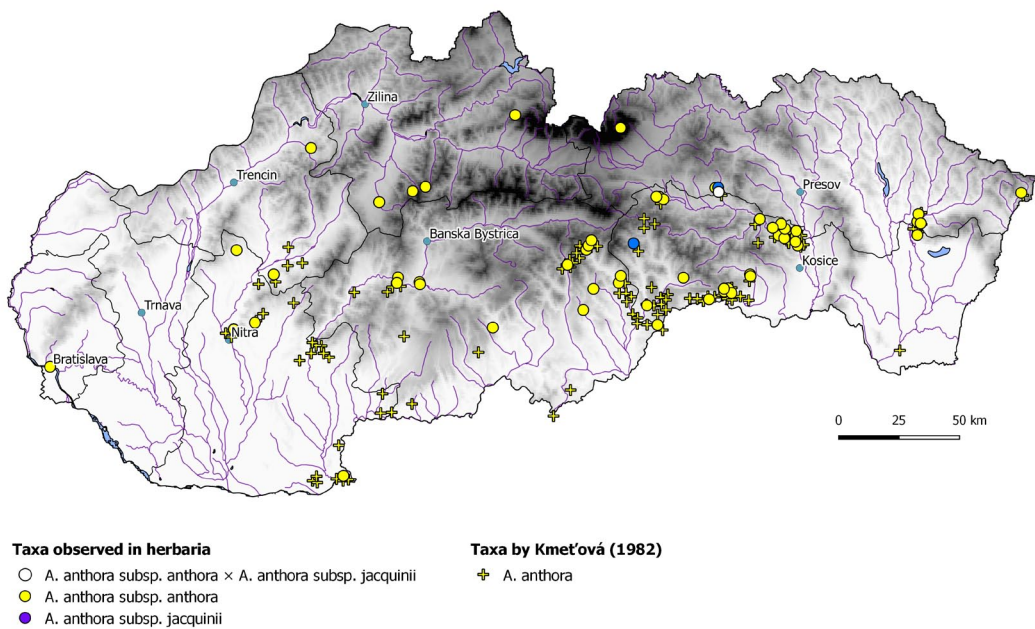 Zilina
Trencin
Presov
Banska Bystrica
Kosice
Trnava
Nitra
Bratislava
0 25 50 km
Taxa observed in herbaria
A. anthora subsp. anthora × A. anthora subsp. jacquinii
A. anthora subsp. anthora
A. anthora subsp. jacquinii
Taxa by Kmeťová (1982)
A. anthora